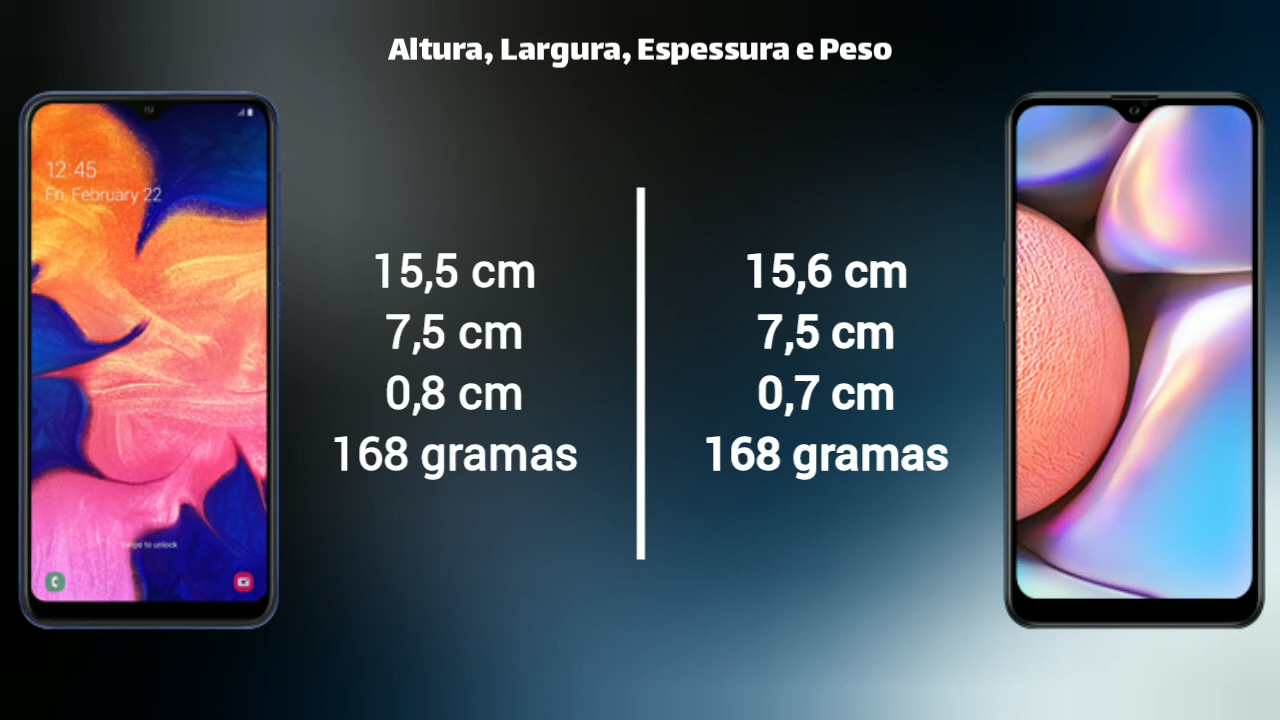 Altura, Largura, Espessura e Peso
12:45
Fri, February 22
15,5 cm
7,5 cm
0,8 cm
168 gramas
15,6 cm
7,5 cm
0,7 cm
168 gramas
Swipe to unlock